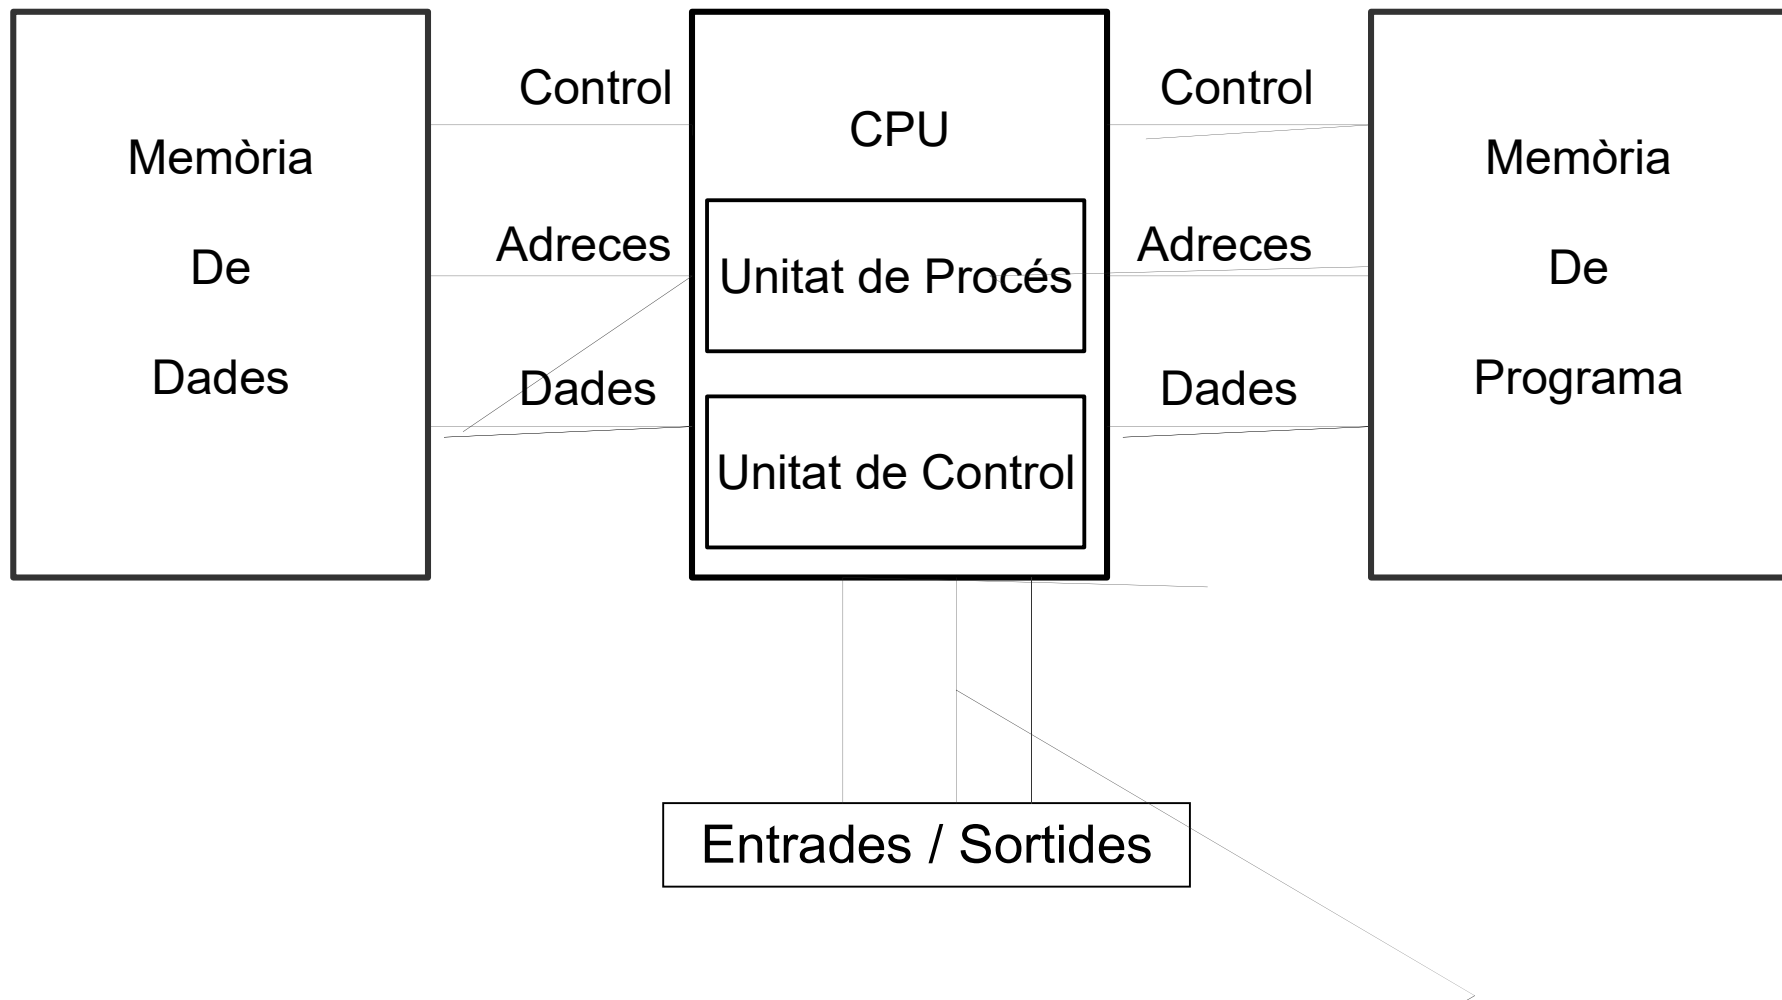 Memòria
De
Dades
Control
Adreces
Dades
CPU
Unitat de Procés
Unitat de Control
Control
Adreces
Dades
Memòria
De
Programa
Entrades / Sortides